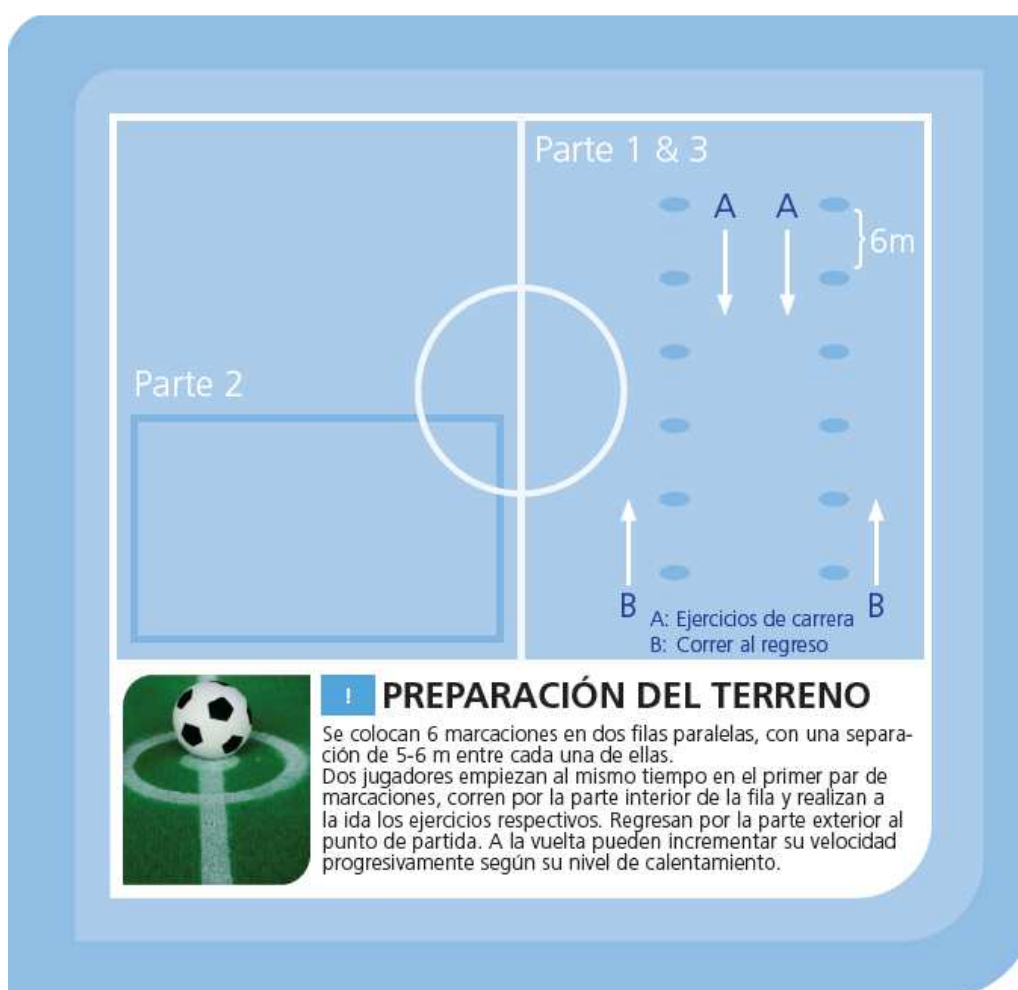 Parte 1 & 3
A A
6m
Parte 2
B B
A: Ejercicios de carrera
B: Correr al regreso
! PREPARACIÓN DEL TERRENO
Se colocan 6 marcaciones en dos filas paralelas, con una separa-
ción de 5-6 m entre cada una de ellas.
Dos jugadores empiezan al mismo tiempo en el primer par de
marcaciones, corren por la parte interior de la fila y realizan a
la ida los ejercicios respectivos. Regresan por la parte exterior al
punto de partida. A la vuelta pueden incrementar su velocidad
progresivamente según su nivel de calentamiento.